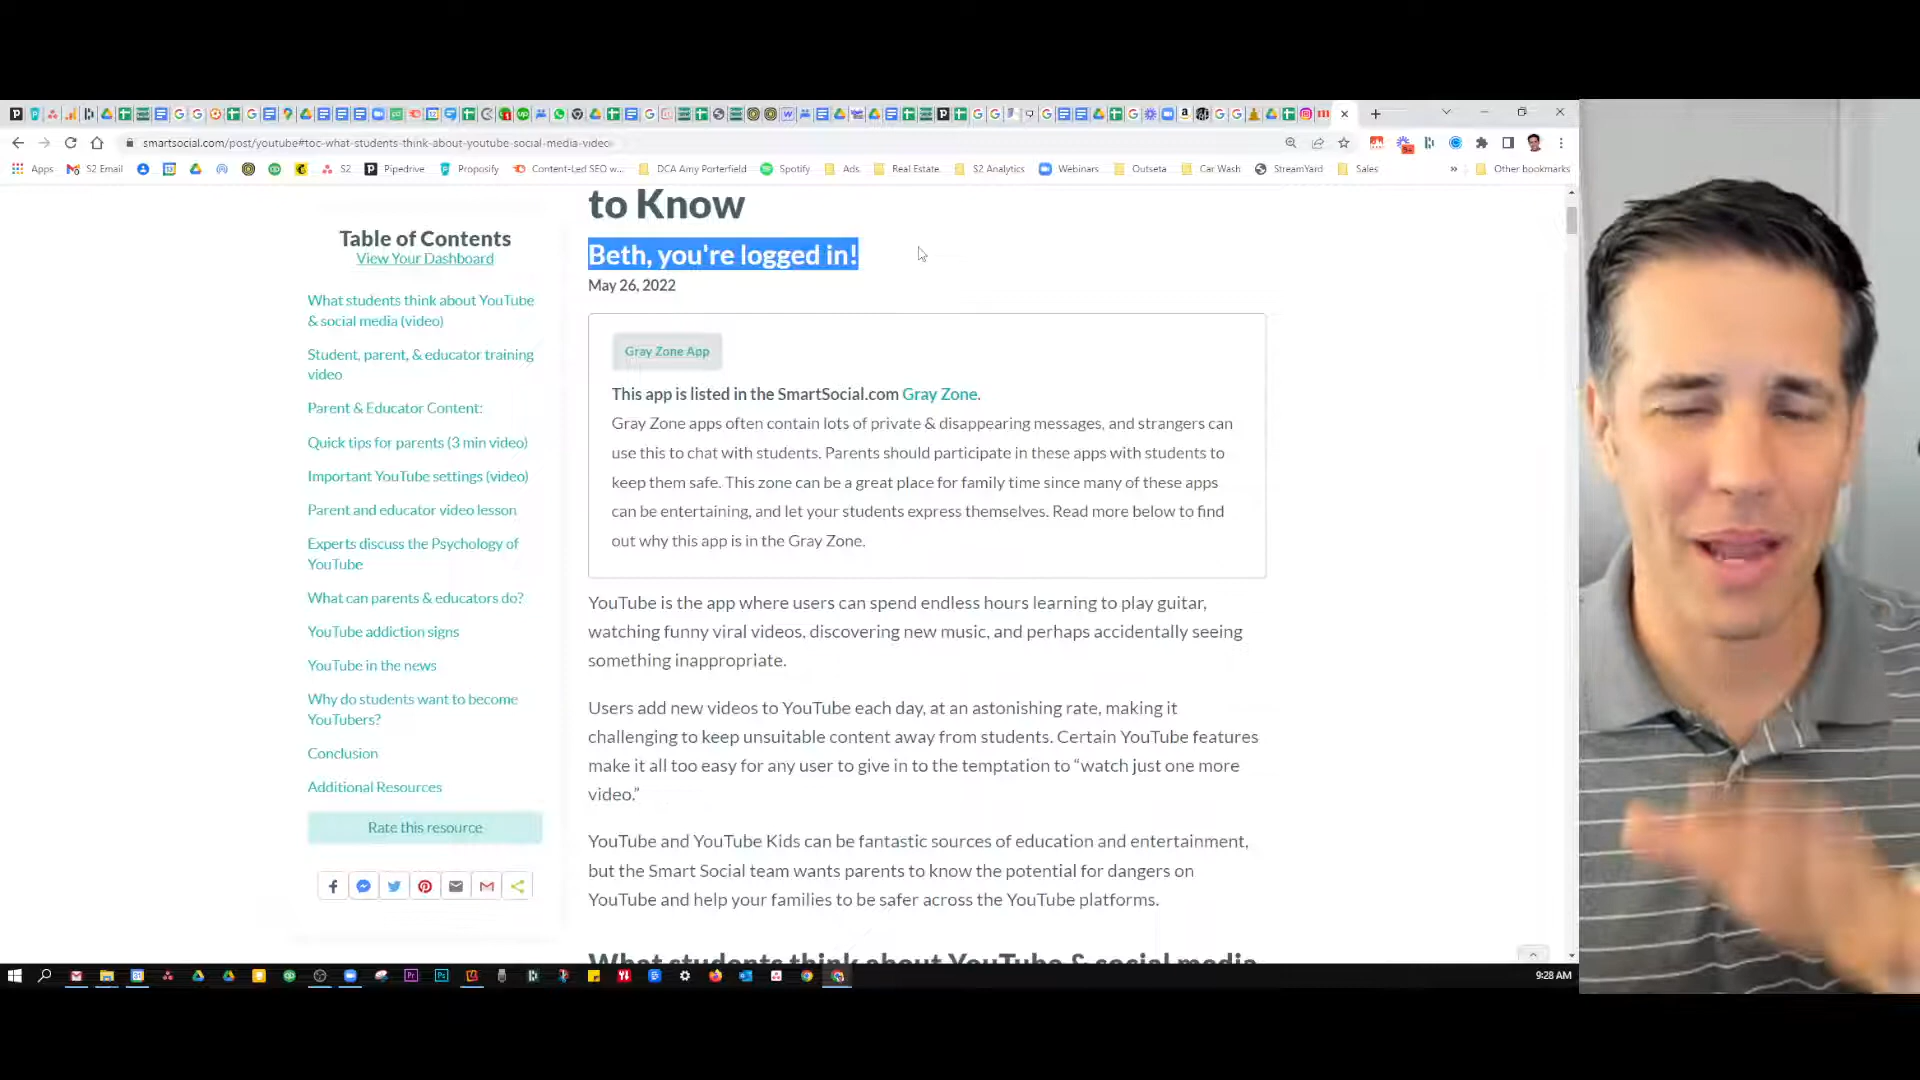 smartsocial.com/post/youtube#toc-what-students-think-about-youtube-social-media-video
Apps
S2 Email
S2
Pipedrive
Proposify
Content-Led SEO w...
DCA Amy Porterfield
Spotify
Ads
Real Estate
S2 Analytics
Webinars
Outseta
Car Wash
StreamYard
Sales
»
Other bookmarks
to Know
Beth, you're logged in!
May 26, 2022
Table of Contents
View Your Dashboard
What students think about YouTube
& social media (video)
Student, parent, & educator training
video
Parent & Educator Content:
Quick tips for parents (3 min video)
Important YouTube settings (video)
Parent and educator video lesson
Experts discuss the Psychology of
YouTube
What can parents & educators do?
YouTube addiction signs
YouTube in the news
Why do students want to become
YouTubers?
Conclusion
Additional Resources
Rate this resource
Gray Zone App
This app is listed in the SmartSocial.com Gray Zone.
Gray Zone apps often contain lots of private & disappearing messages, and strangers can
use this to chat with students. Parents should participate in these apps with students to
keep them safe. This zone can be a great place for family time since many of these apps
can be entertaining, and let your students express themselves. Read more below to find
out why this app is in the Gray Zone.
YouTube is the app where users can spend endless hours learning to play guitar,
watching funny viral videos, discovering new music, and perhaps accidentally seeing
something inappropriate.
Users add new videos to YouTube each day, at an astonishing rate, making it
challenging to keep unsuitable content away from students. Certain YouTube features
make it all too easy for any user to give in to the temptation to “watch just one more
video.”
YouTube and YouTube Kids can be fantastic sources of education and entertainment,
but the Smart Social team wants parents to know the potential for dangers on
YouTube and help your families to be safer across the YouTube platforms.
What students think about YouTube & social media
9:28 AM